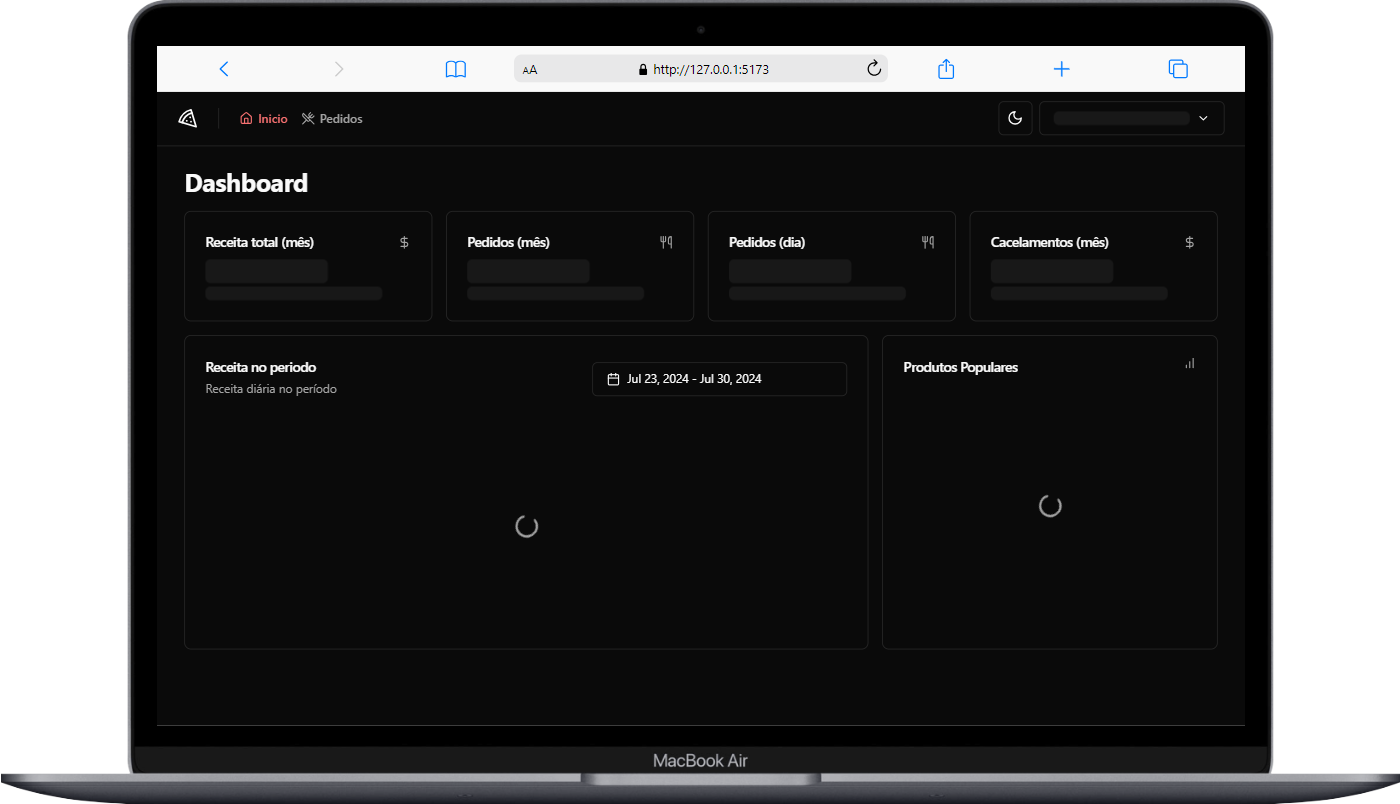 AA
http://127.0.0.1:5173
Inicio
Pedidos
Dashboard
Receita total (mês)
$
Pedidos (mês)
Pedidos (dia)
Cacelamentos (mês)
$
Receita no periodo
Receita diária no período
Jul 23, 2024 - Jul 30, 2024
Produtos Populares
MacBook Air